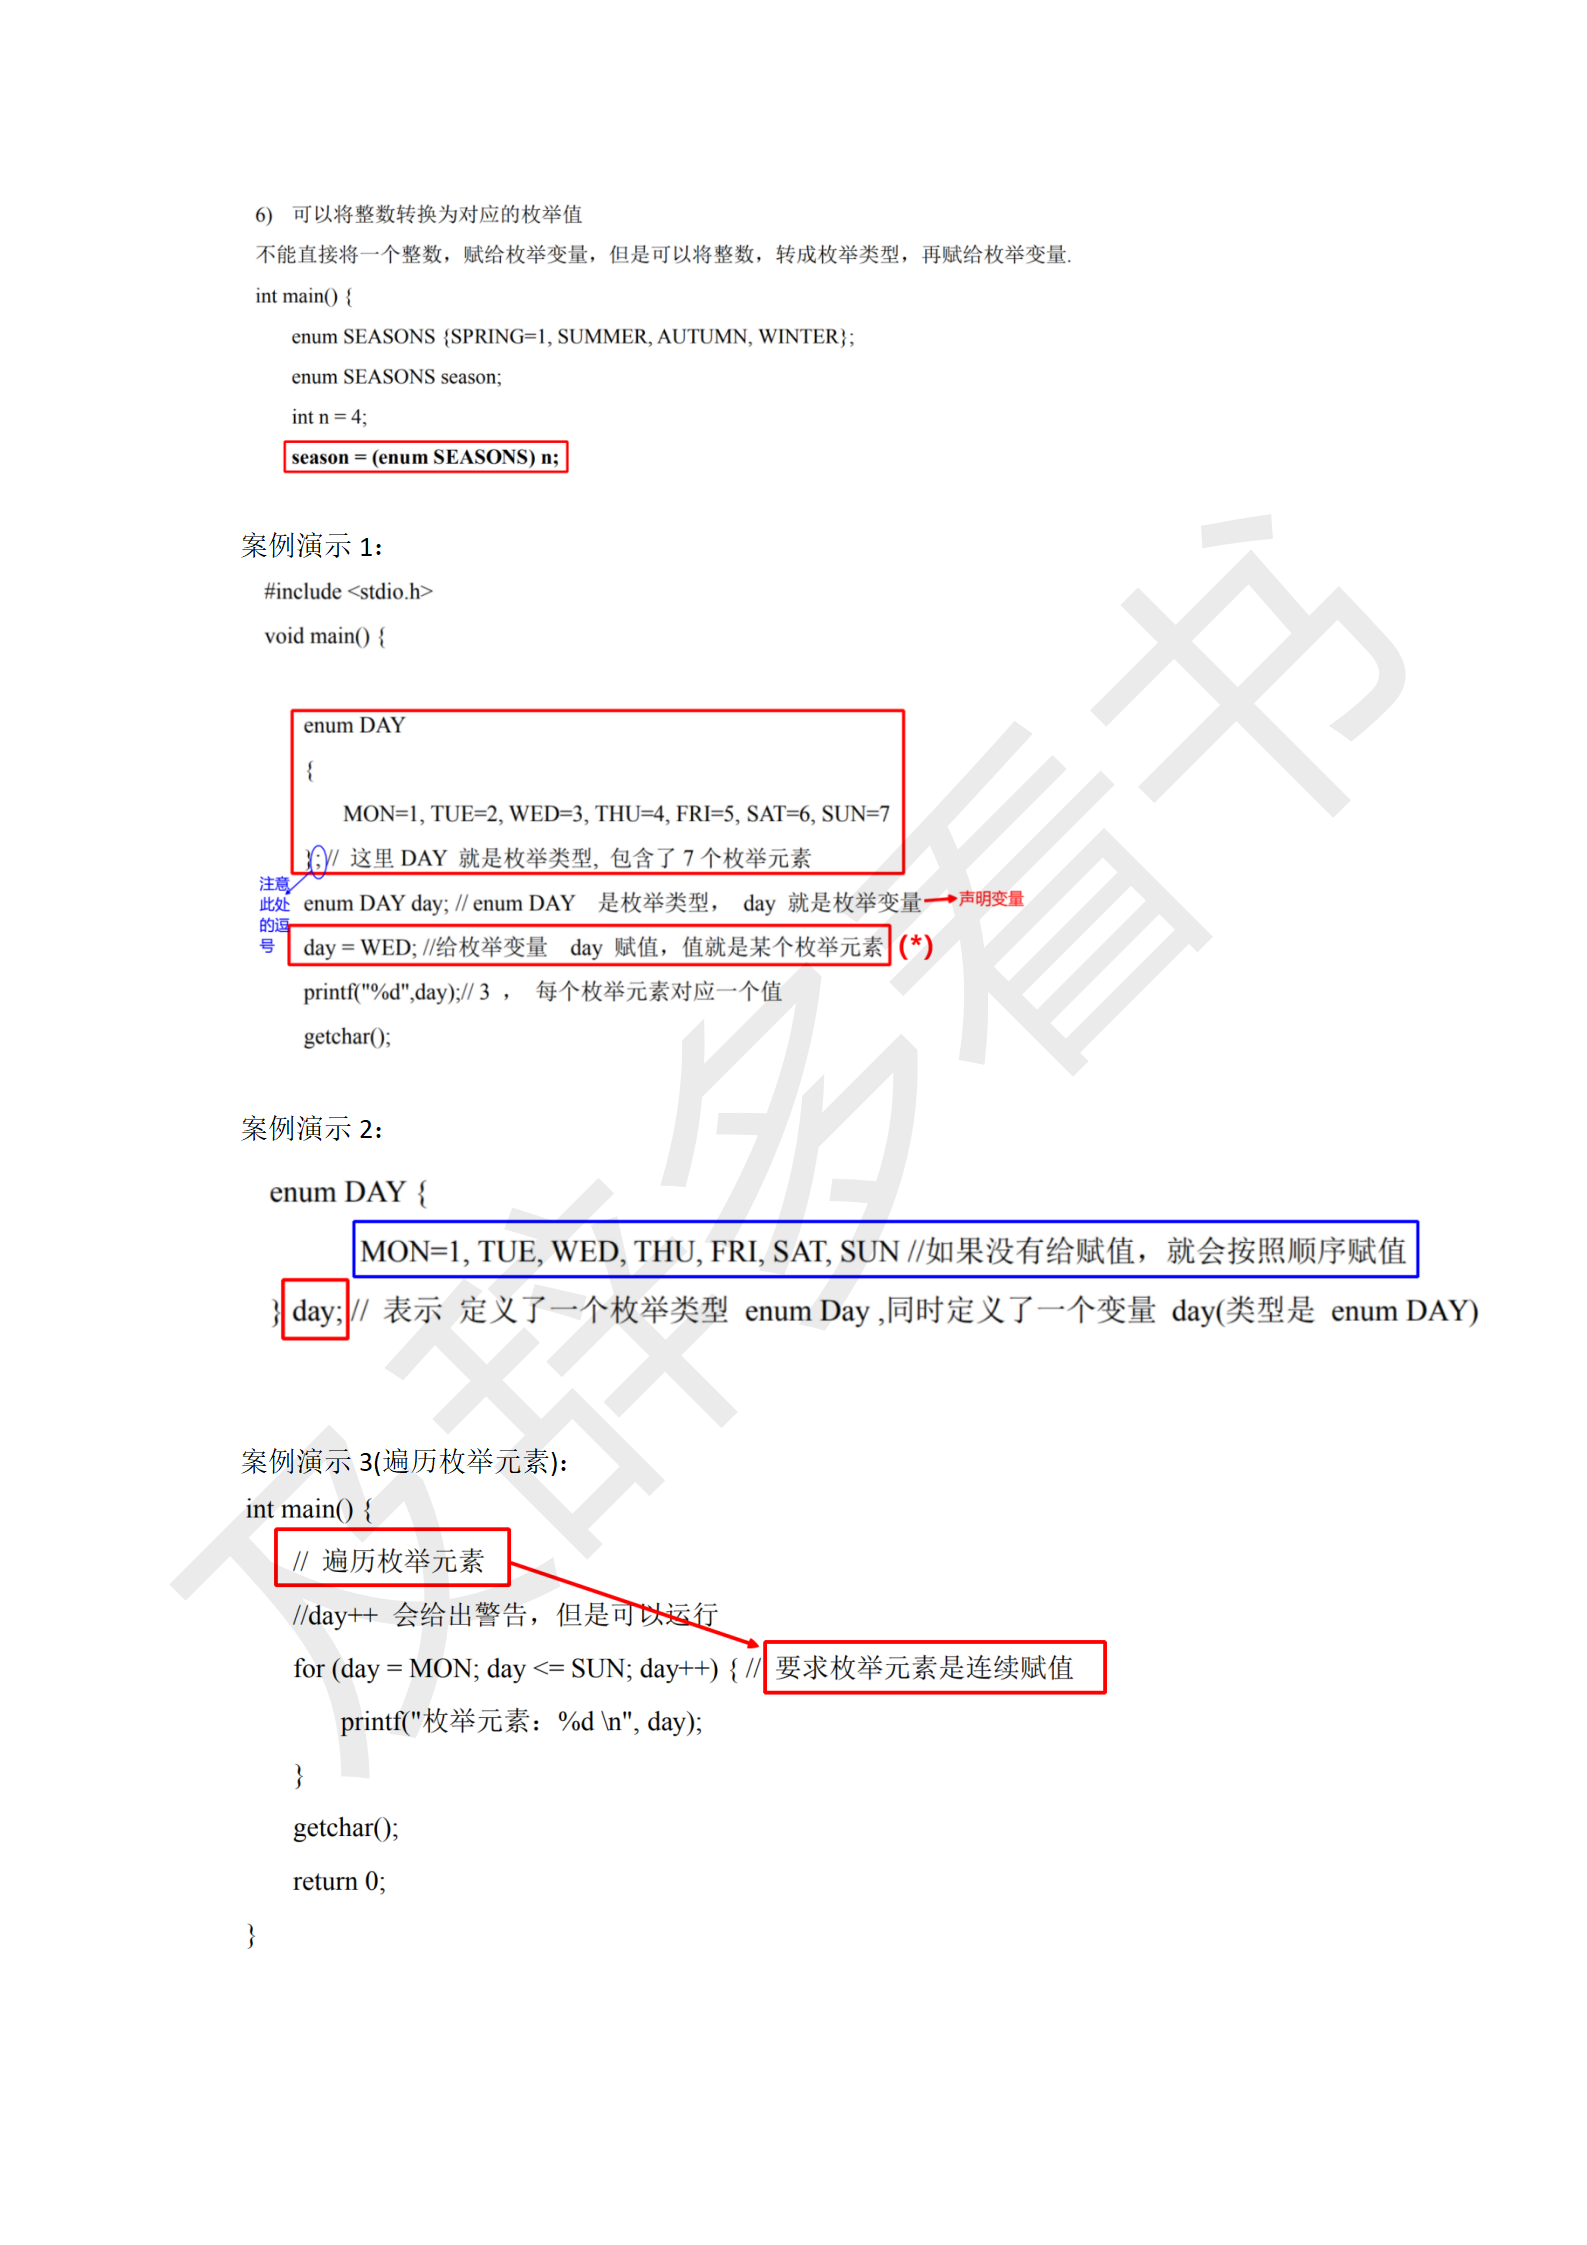 6) 可以将整数转换为对应的枚举值
不能直接将一个整数，赋给枚举变量，但是可以将整数，转成枚举类型，再赋给枚举变量.
int main() {
enum SEASONS {SPRING=1, SUMMER, AUTUMN, WINTER};
enum SEASONS season;
int n = 4;
season = (enum SEASONS) n;
案例演示 1：
#include <stdio.h>
void main() {
enum DAY
{
MON=1, TUE=2, WED=3, THU=4, FRI=5, SAT=6, SUN=7
}; // 这里 DAY 就是枚举类型, 包含了 7 个枚举元素
注意
此处
的逗
号
enum DAY day; // enum DAY 是枚举类型， day 就是枚举变量
声明变量
day = WED; //给枚举变量 day 赋值，值就是某个枚举元素
(*)
printf("%d",day);// 3 ， 每个枚举元素对应一个值
getchar();
案例演示 2：
enum DAY {
MON=1, TUE, WED, THU, FRI, SAT, SUN //如果没有给赋值，就会按照顺序赋值
} day; // 表示 定义了一个枚举类型 enum Day ,同时定义了一个变量 day(类型是 enum DAY)
案例演示 3(遍历枚举元素)：
int main() {
// 遍历枚举元素
//day++ 会给出警告，但是可以运行
for (day = MON; day <= SUN; day++) { // 要求枚举元素是连续赋值
printf("枚举元素：%d \n", day);
}
getchar();
return 0;
}
及辞多看书